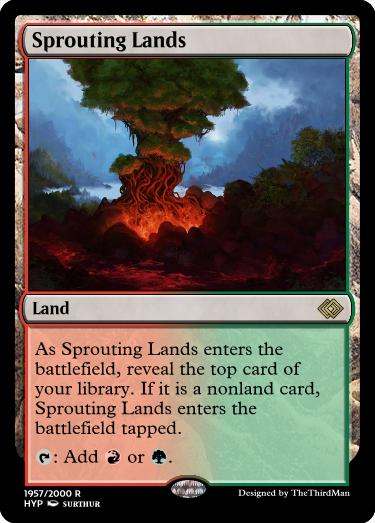 Sprouting Lands
Land
As Sprouting Lands enters the
battlefield, reveal the top card of
your library. If it is a nonland card,
Sprouting Lands enters the
battlefield tapped.
: Add or .
1957/2000 R
HYP SURTHUR
Designed by TheThirdMan